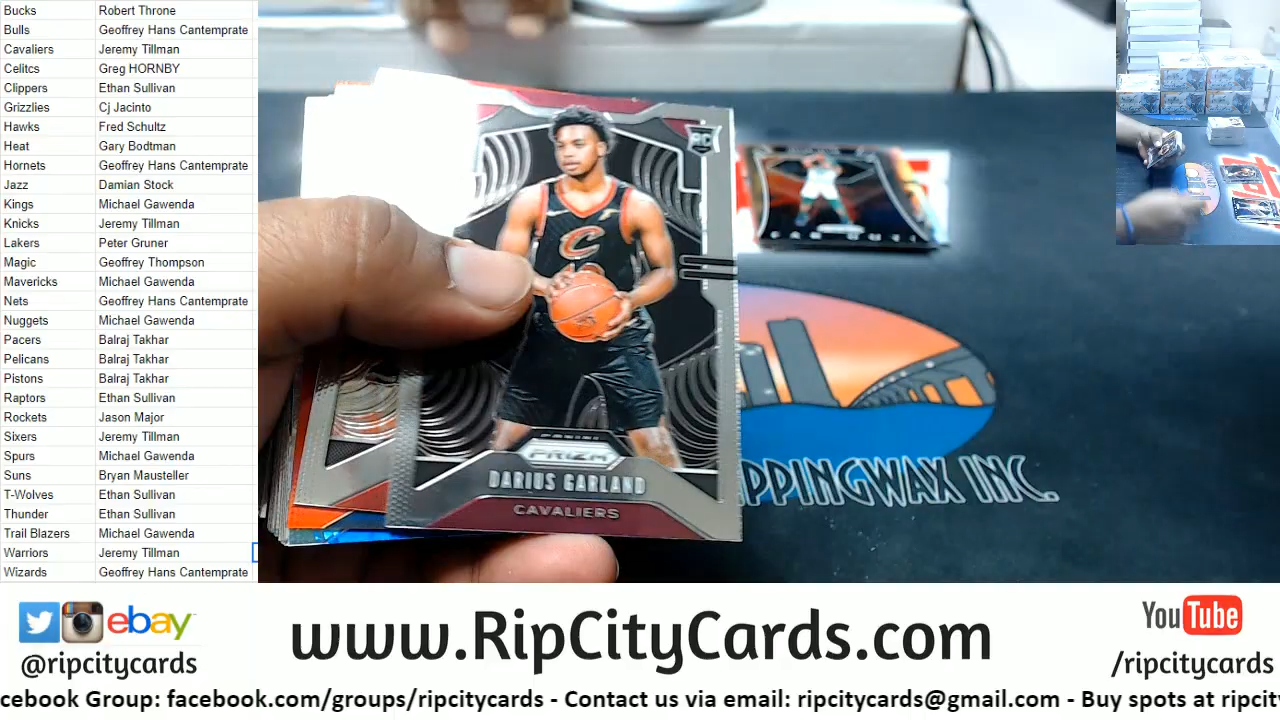 Bucks Robert Throne
Bulls Geoffrey Hans Cantemprate
Cavaliers Jeremy Tillman
Celitcs Greg HORNBY
Clippers Ethan Sullivan
Grizzlies Cj Jacinto
Hawks Fred Schultz
Heat Gary Bodtman
Hornets Geoffrey Hans Cantemprate
Jazz Damian Stock
Kings Michael Gawenda
Knicks Jeremy Tillman
Lakers Peter Gruner
Magic Geoffrey Thompson
Mavericks Michael Gawenda
Nets Geoffrey Hans Cantemprate
Nuggets Michael Gawenda
Pacers Balraj Takhar
Pelicans Balraj Takhar
Pistons Balraj Takhar
Raptors Ethan Sullivan
Rockets Jason Major
Sixers Jeremy Tillman
Spurs Michael Gawenda
Suns Bryan Mausteller
T-Wolves Ethan Sullivan
Thunder Ethan Sullivan
Trail Blazers Michael Gawenda
Warriors Jeremy Tillman
Wizards Geoffrey Hans Cantemprate
RC
C
PANINI
PRIZM
DARIUS GARLAND
CAVALIERS
PPINGWAX INC.
ebay
@ripcitycards
www.RipCityCards.com
YouTube
/ripcitycards
cebook Group: facebook.com/groups/ripcitycards - Contact us via email: ripcitycards@gmail.com - Buy spots at ripcit